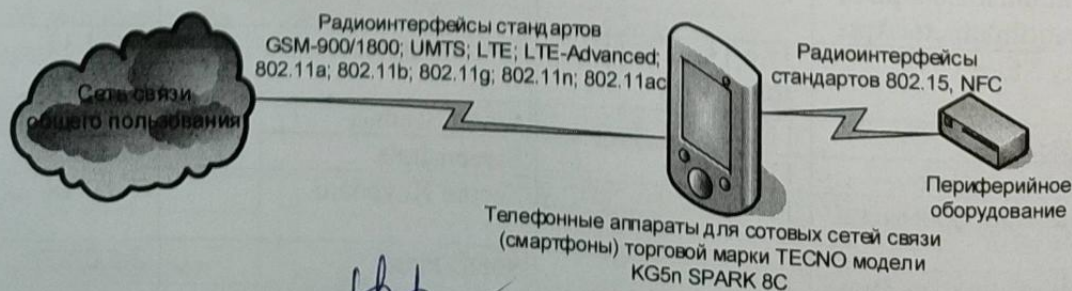 Радиоинтерфейсы стандартов
GSM-900/1800; UMTS; LTE; LTE-Advanced;
802.11a; 802.11b; 802.11g; 802.11n; 802.11ac
Сеть связи
общего пользования
Радиоинтерфейсы
стандартов 802.15, NFC
Периферийное
оборудование
Телефонные аппараты для сотовых сетей связи
(смартфоны) торговой марки TECNO модели
KG5n SPARK 8C